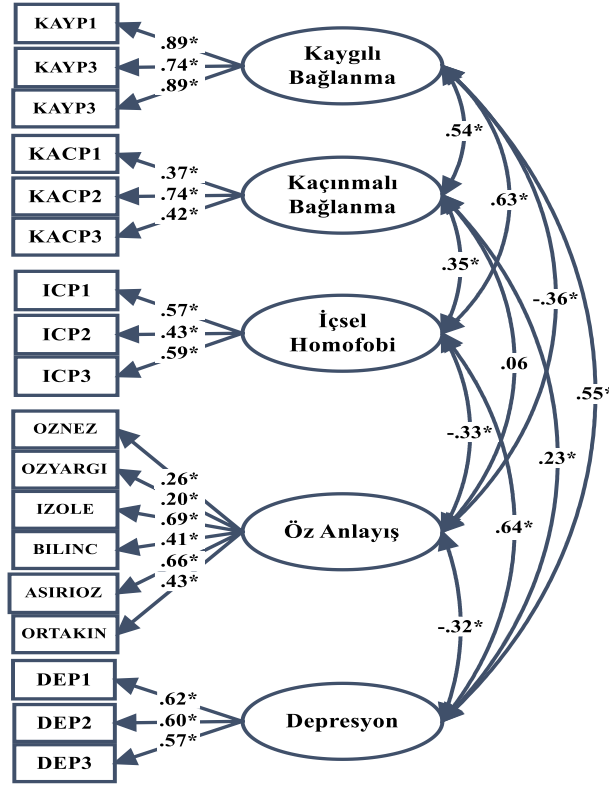 KAYP1
.89*
KAYP3
.74*
KAYP3
.89*
Kaygılı
Bağlanma
.54*
KACP1
.37*
KACP2
.74*
KACP3
.42*
Kaçınmalı
Bağlanma
.63*
.35*
-.36*
ICP1
.57*
ICP2
.43*
ICP3
.59*
İçsel
Homofobi
.06
.55*
-.33*
.23*
OZNEZ
.26*
OZYARGI
.20*
IZOLE
.69*
BILINC
.41*
ASIRIOZ
.66*
ORTAKIN
.43*
Öz Anlayış
.64*
-.32*
DEP1
.62*
DEP2
.60*
DEP3
.57*
Depresyon